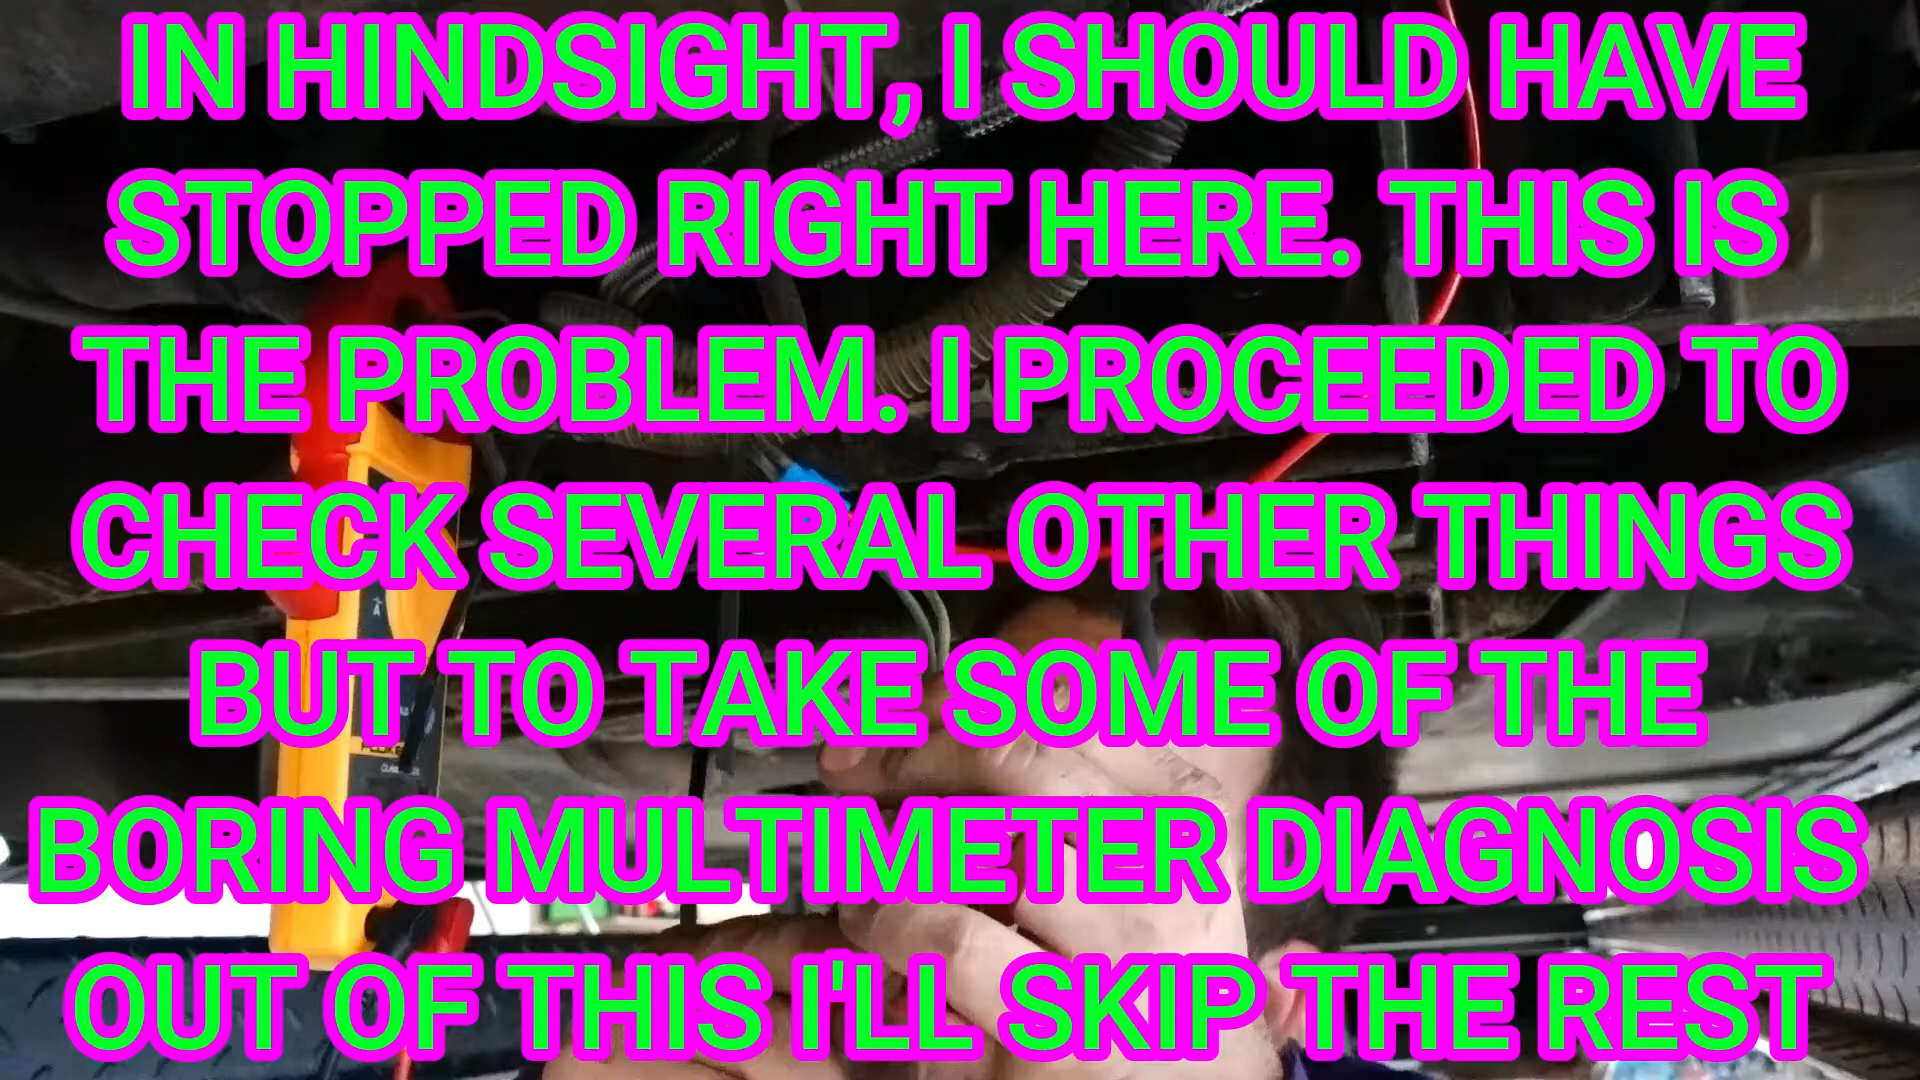 IN HINDSIGHT, I SHOULD HAVE
STOPPED RIGHT HERE. THIS IS
THE PROBLEM. I PROCEEDED TO
CHECK SEVERAL OTHER THINGS
BUT TO TAKE SOME OF THE
BORING MULTIMETER DIAGNOSIS
OUT OF THIS I'LL SKIP THE REST